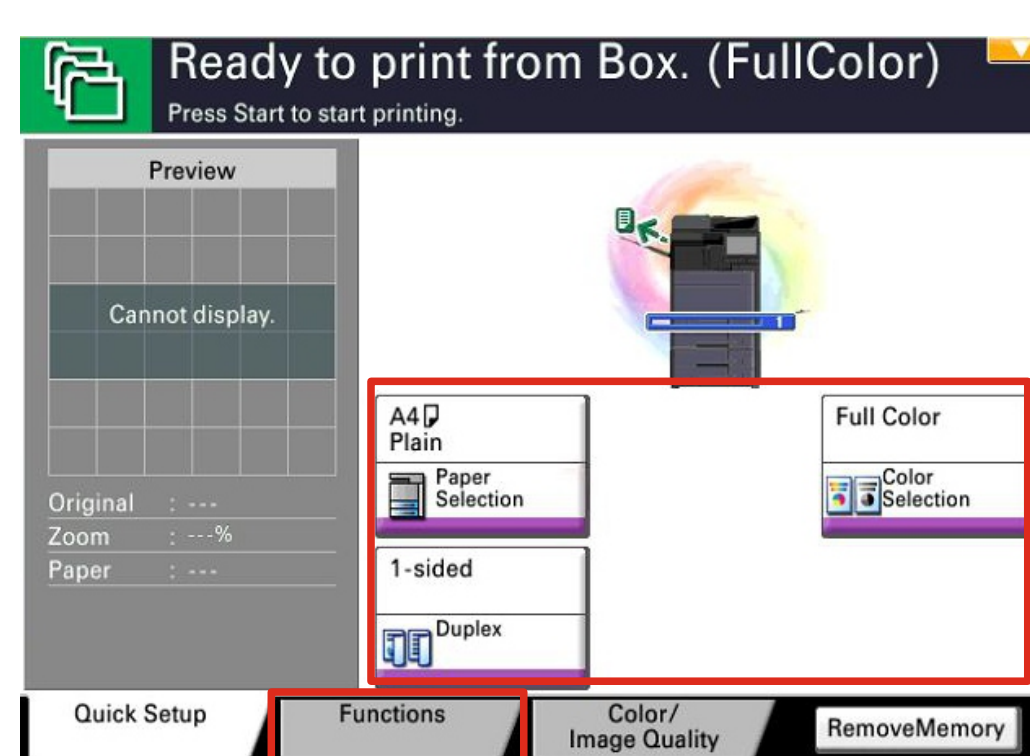 Ready to print from Box. (FullColor)
Press Start to start printing.
Preview
Cannot display.
Original : ---
Zoom : ---%
Paper : ---
1
A4
Plain
Paper
Selection
Full Color
Color
Selection
1-sided
Duplex
Quick Setup
Functions
Color/
Image Quality
RemoveMemory